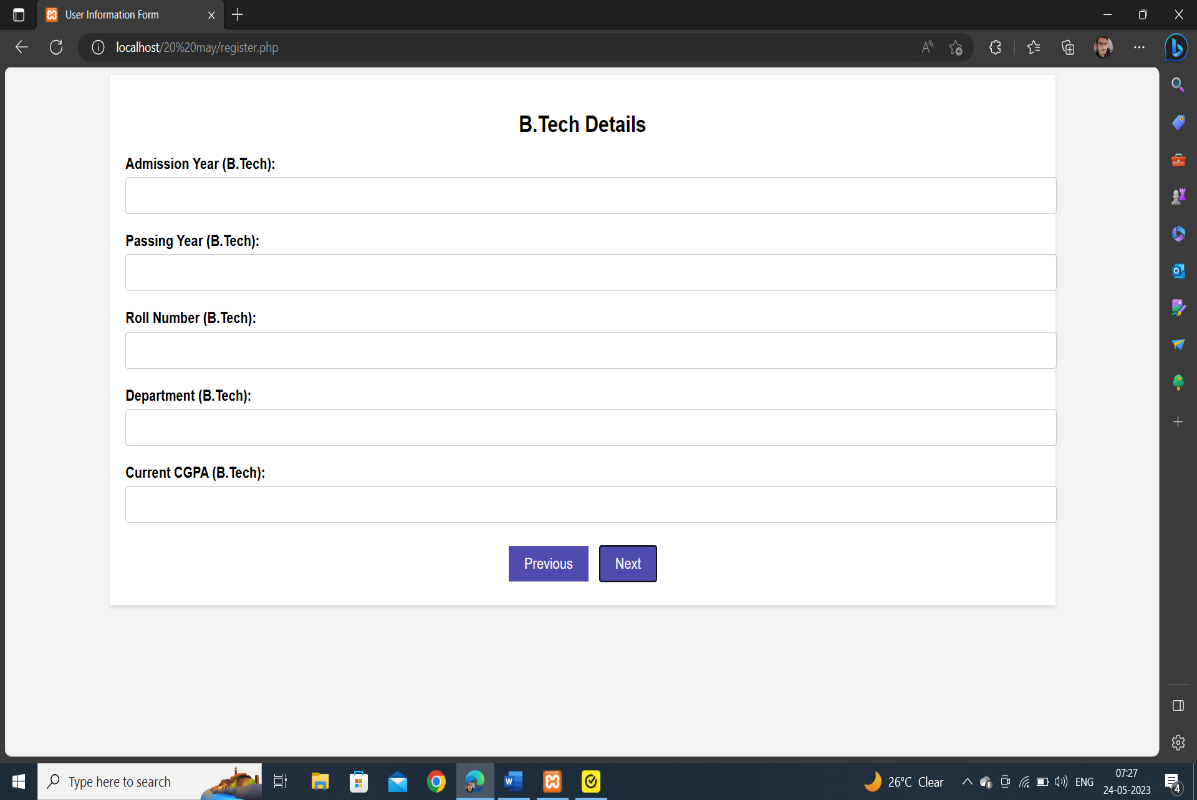 User Information Form
localhost/20%20may/register.php
B.Tech Details
Admission Year (B.Tech):
Passing Year (B.Tech):
Roll Number (B.Tech):
Department (B.Tech):
Current CGPA (B.Tech):
Previous
Next
Type here to search
26°C Clear
ENG
07:27
24-05-2023
4